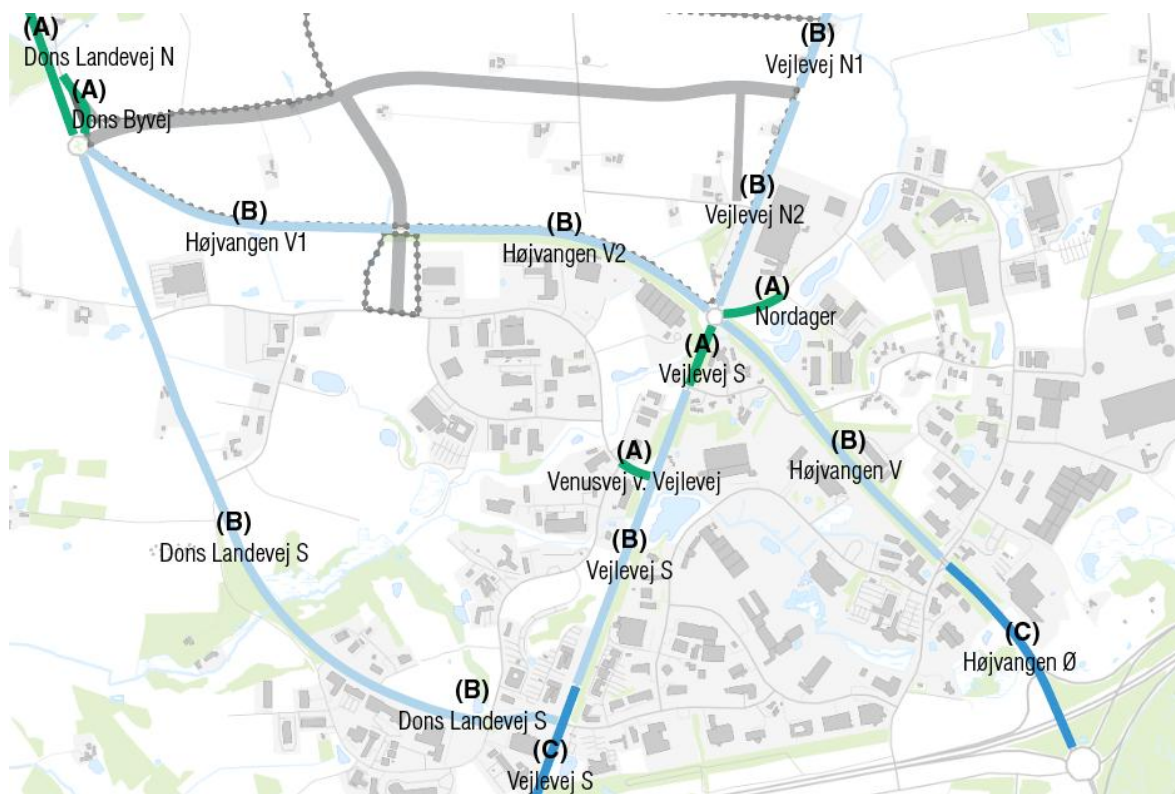 (A)
Dons Landevej N
(A)
Dons Byvej
(B)
Vejlevej N1
(B)
Højvangen V1
(B)
Højvangen V2
(B)
Vejlevej N2
(A)
Nordager
(A)
Vejlevej S
(A)
Venusvej v. Vejlevej
(B)
Højvangen V
(B)
Dons Landevej S
(B)
Vejlevej S
(C)
Højvangen Ø
(B)
Dons Landevej S
(C)
Vejlevej S